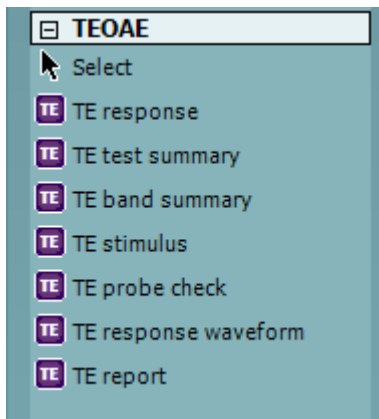 TEOAE
Select
TE TE response
TE TE test summary
TE TE band summary
TE TE stimulus
TE TE probe check
TE TE response waveform
TE TE report